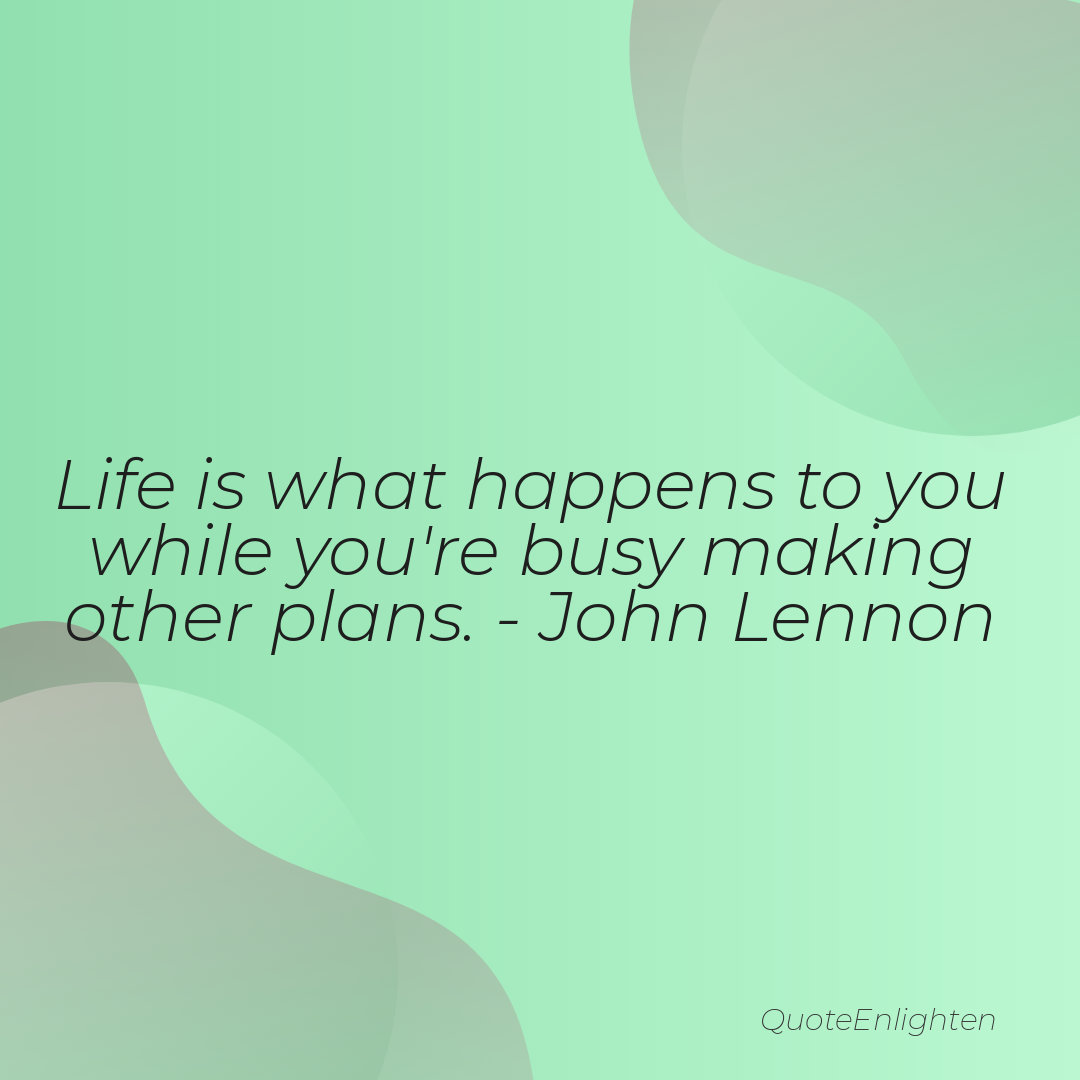 Life is what happens to you
while you're busy making
other plans. - John Lennon
QuoteEnlighten